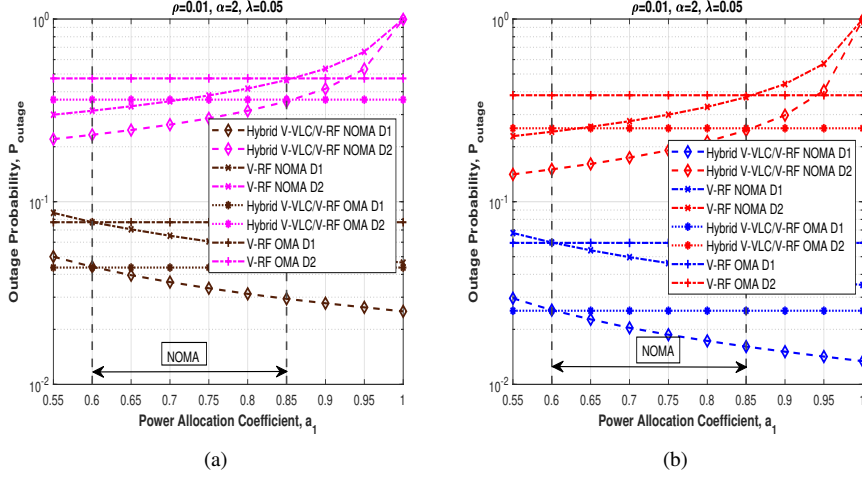 ρ=0.01, α=2, λ=0.05
Outage Probability, P_outage
10^0
10^-1
10^-2
Hybrid V-VLC/V-RF NOMA D1
Hybrid V-VLC/V-RF NOMA D2
V-RF NOMA D1
V-RF NOMA D2
Hybrid V-VLC/V-RF OMA D1
Hybrid V-VLC/V-RF OMA D2
V-RF OMA D1
V-RF OMA D2
NOMA
0.55 0.6 0.65 0.7 0.75 0.8 0.85 0.9 0.95 1
Power Allocation Coefficient, a_1
(a)
ρ=0.01, α=2, λ=0.05
Outage Probability, P_outage
10^0
10^-1
10^-2
Hybrid V-VLC/V-RF NOMA D1
Hybrid V-VLC/V-RF NOMA D2
V-RF NOMA D1
V-RF NOMA D2
Hybrid V-VLC/V-RF OMA D1
Hybrid V-VLC/V-RF OMA D2
V-RF OMA D1
V-RF OMA D2
NOMA
0.55 0.6 0.65 0.7 0.75 0.8 0.85 0.9 0.95 1
Power Allocation Coefficient, a_1
(b)